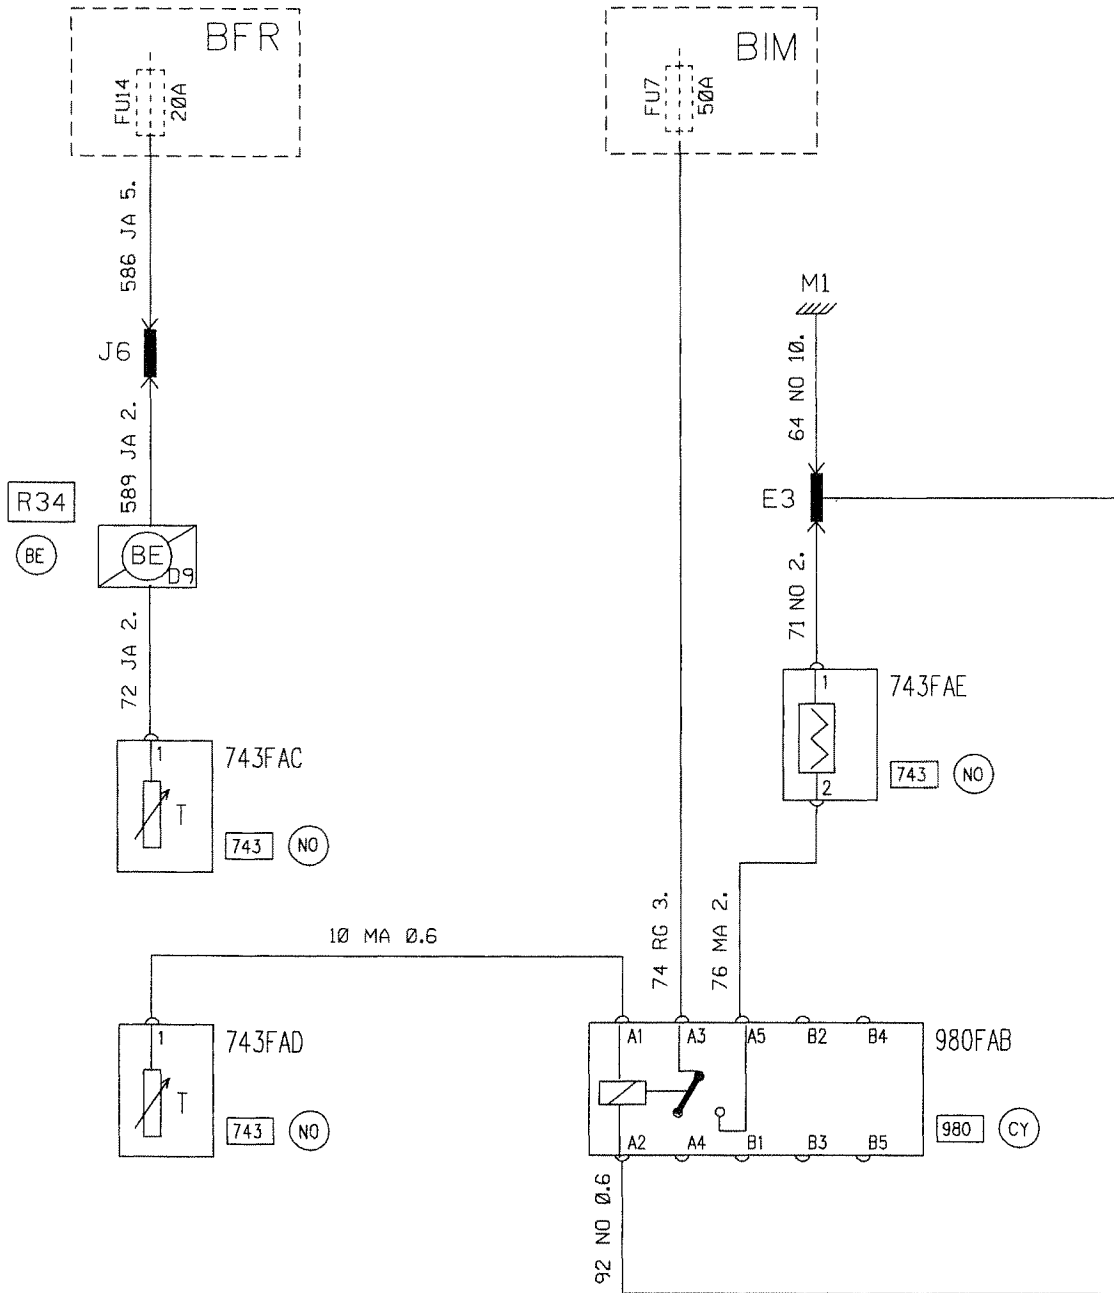 BFR
FU14
20A
BIM
FU7
50A
586 JA 5.
M1
J6
64 NO 10.
589 JA 2.
R34
E3
BE
BE
D9
71 NO 2.
72 JA 2.
1
743FAE
743
NO
2
1
743FAC
T
743
NO
10 MA 0.6
74 RG 3.
76 MA 2.
1
743FAD
T
743
NO
A1
A3
A5
B2
B4
980FAB
980
CY
A2
A4
B1
B3
B5
92 NO 0.6